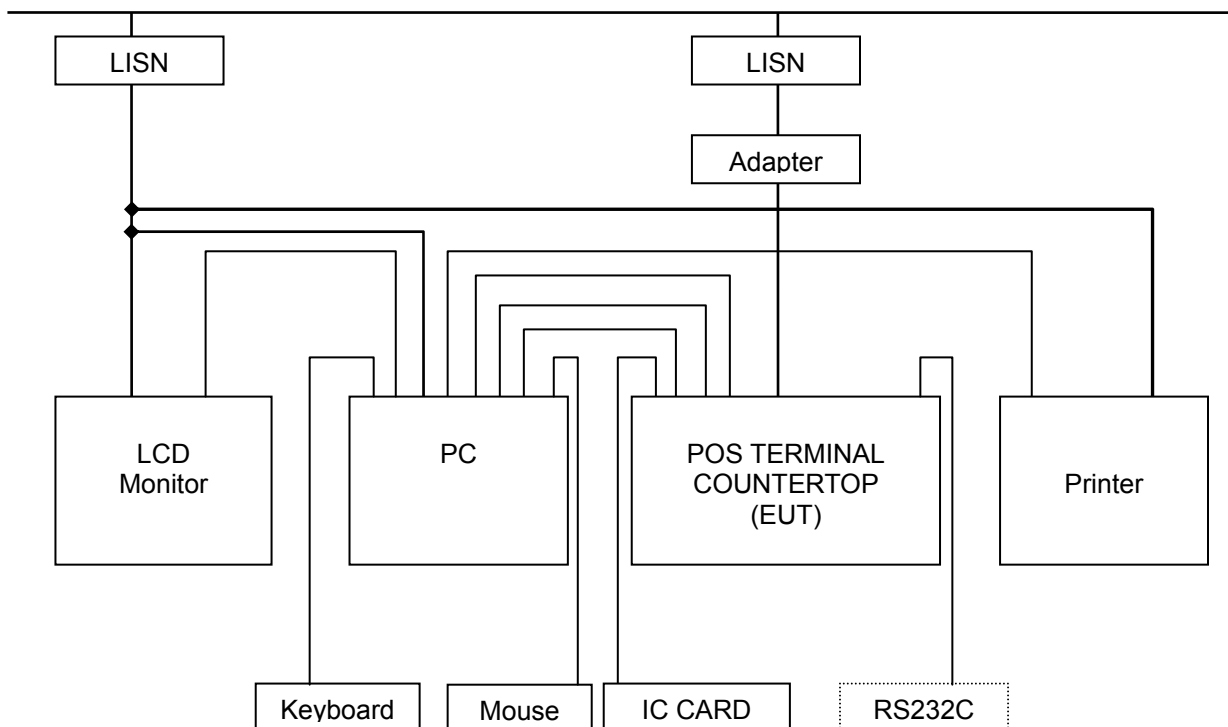 LISN
LISN
Adapter
LCD
Monitor
PC
POS TERMINAL
COUNTERTOP
(EUT)
Printer
Keyboard
Mouse
IC CARD
RS232C